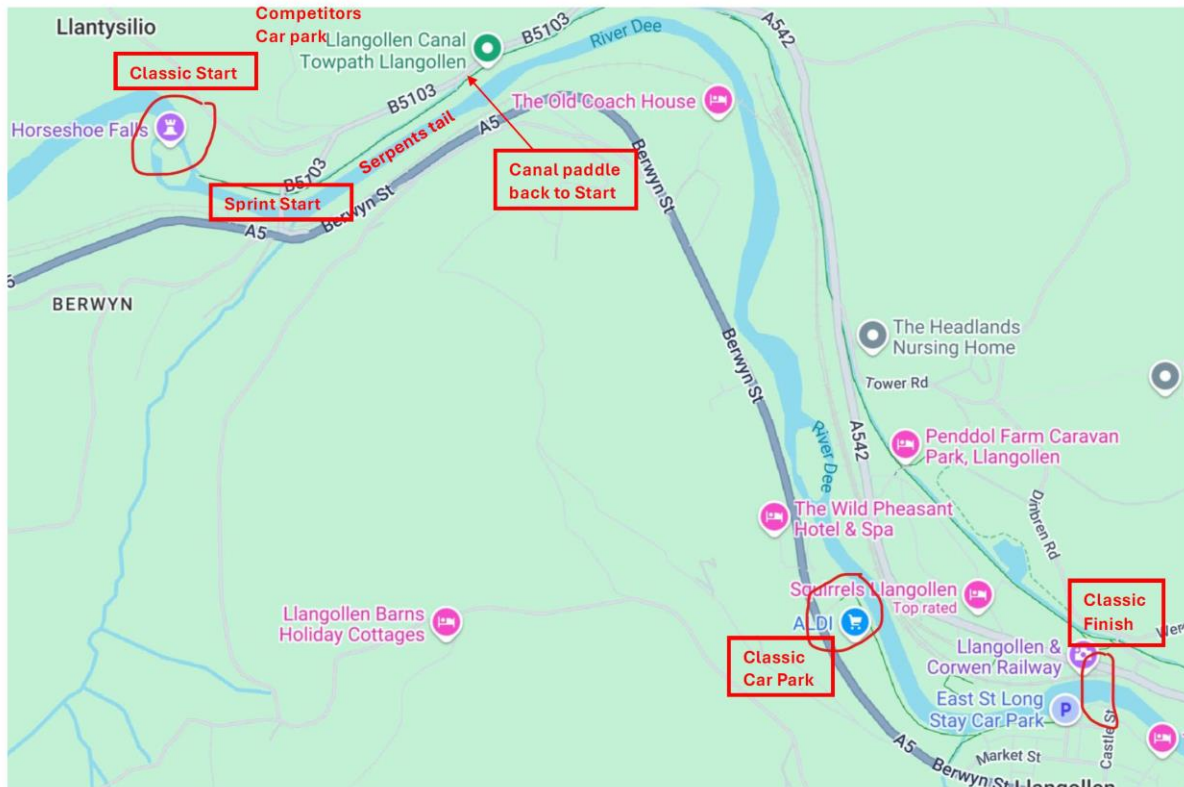 Competitors
Car park
Llantysilio
Classic Start
Llangollen Canal
Towpath Llangollen
B5103
River Dee
A542
Horseshoe Falls
B5103
The Old Coach House
A5
Serpents tail
Canal paddle
back to Start
B5103
Sprint Start
Berwyn St
A5
Berwyn St
5
BERWYN
The Headlands
Nursing Home
Berwyn St
Tower Rd
A542
River Dee
Penddol Farm Caravan
Park, Llangollen
Dinbren Rd
The Wild Pheasant
Hotel & Spa
Squirrels Llangollen
Top rated
Llangollen Barns
Holiday Cottages
ALDI
Classic
Finish
Wer
Classic
Car Park
Llangollen &
Corwen Railway
East St Long
Stay Car Park
P
Castle St
A5
Market St
Berwyn St
Llangollen